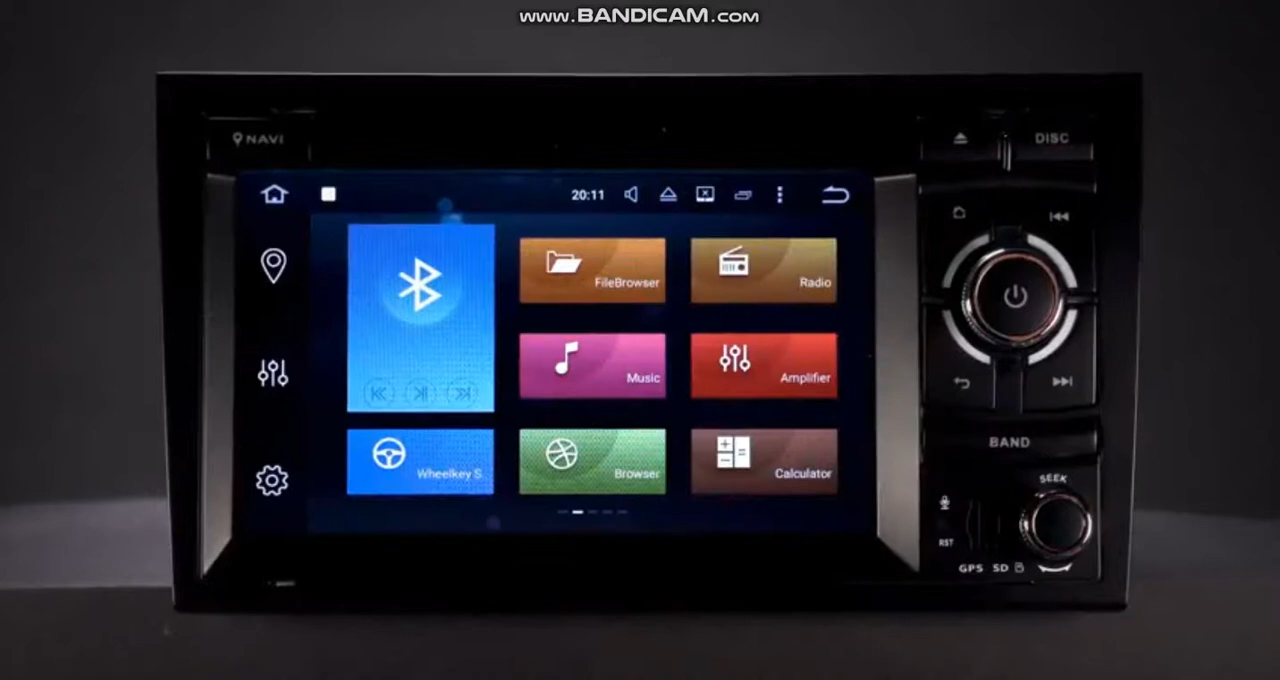 www.BANDICAM.com
NAVI
DISC
20:11
FileBrowser
Radio
Music
Amplifier
Wheelkey S
Browser
Calculator
BAND
SEEK
RST
GPS SD